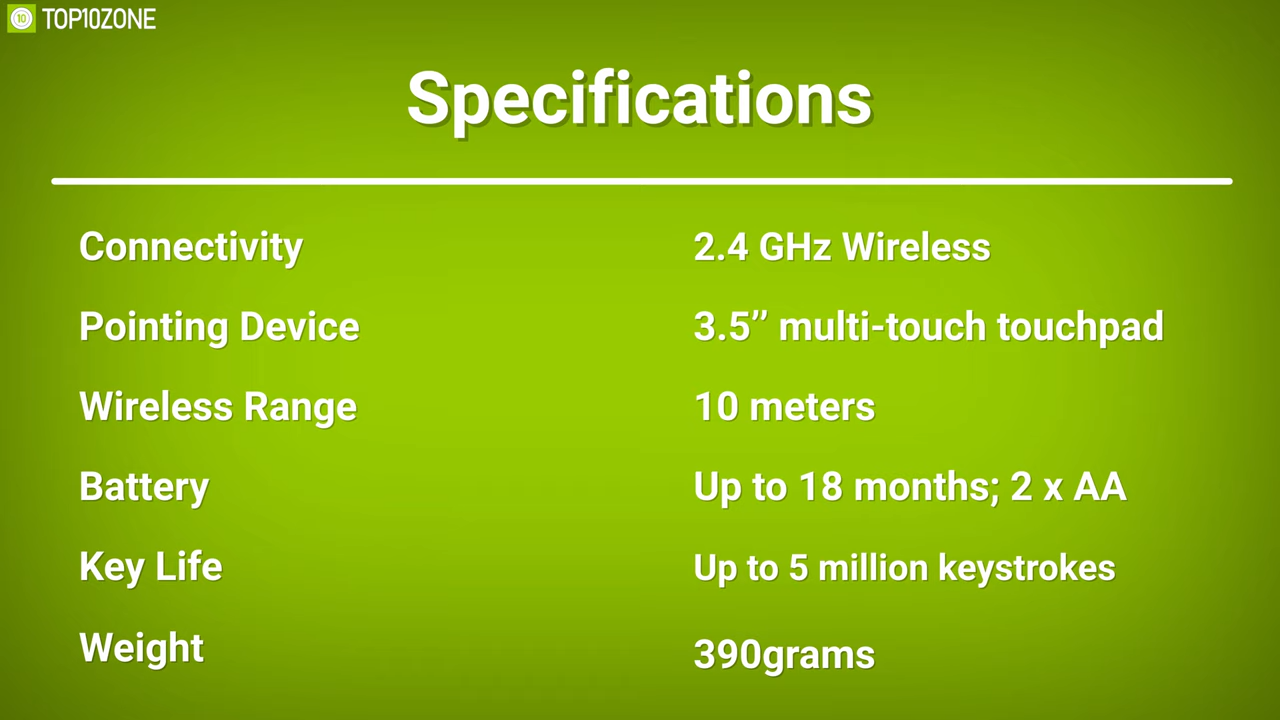 10 TOP10ZONE
Specifications
Connectivity 2.4 GHz Wireless
Pointing Device 3.5’’ multi-touch touchpad
Wireless Range 10 meters
Battery Up to 18 months; 2 x AA
Key Life Up to 5 million keystrokes
Weight 390grams